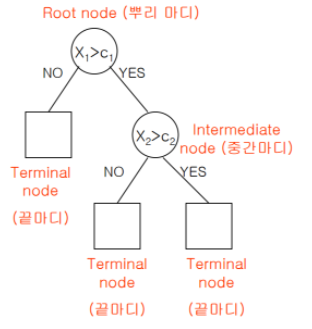 Root node (뿌리 마디)
X₁>c₁
NO YES
Terminal
node
(끝마디)
X₂>c₂
Intermediate
node (중간마디)
NO YES
Terminal
node
(끝마디)
Terminal
node
(끝마디)